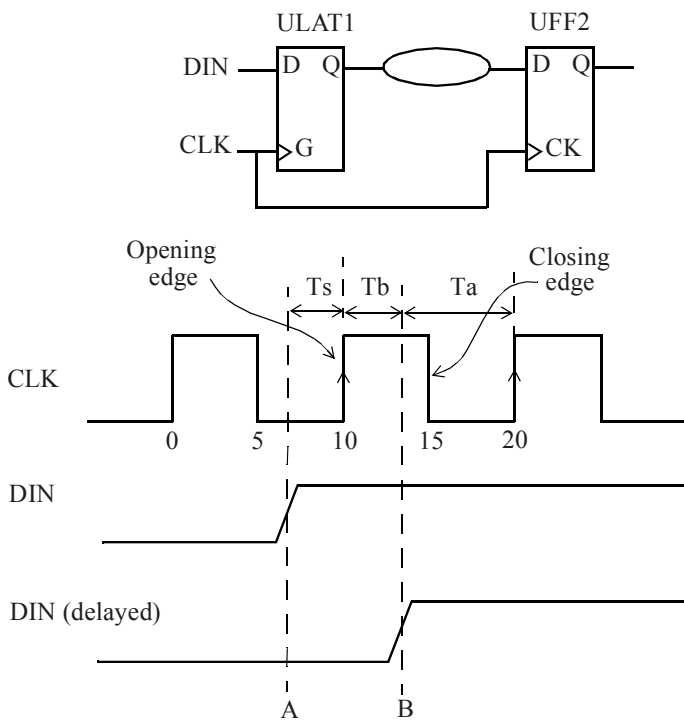 ULAT1 UFF2
DIN D Q D Q
CLK G CK
Opening
edge
Closing
edge
Ts Tb Ta
CLK
0 5 10 15 20
DIN
DIN (delayed)
A B